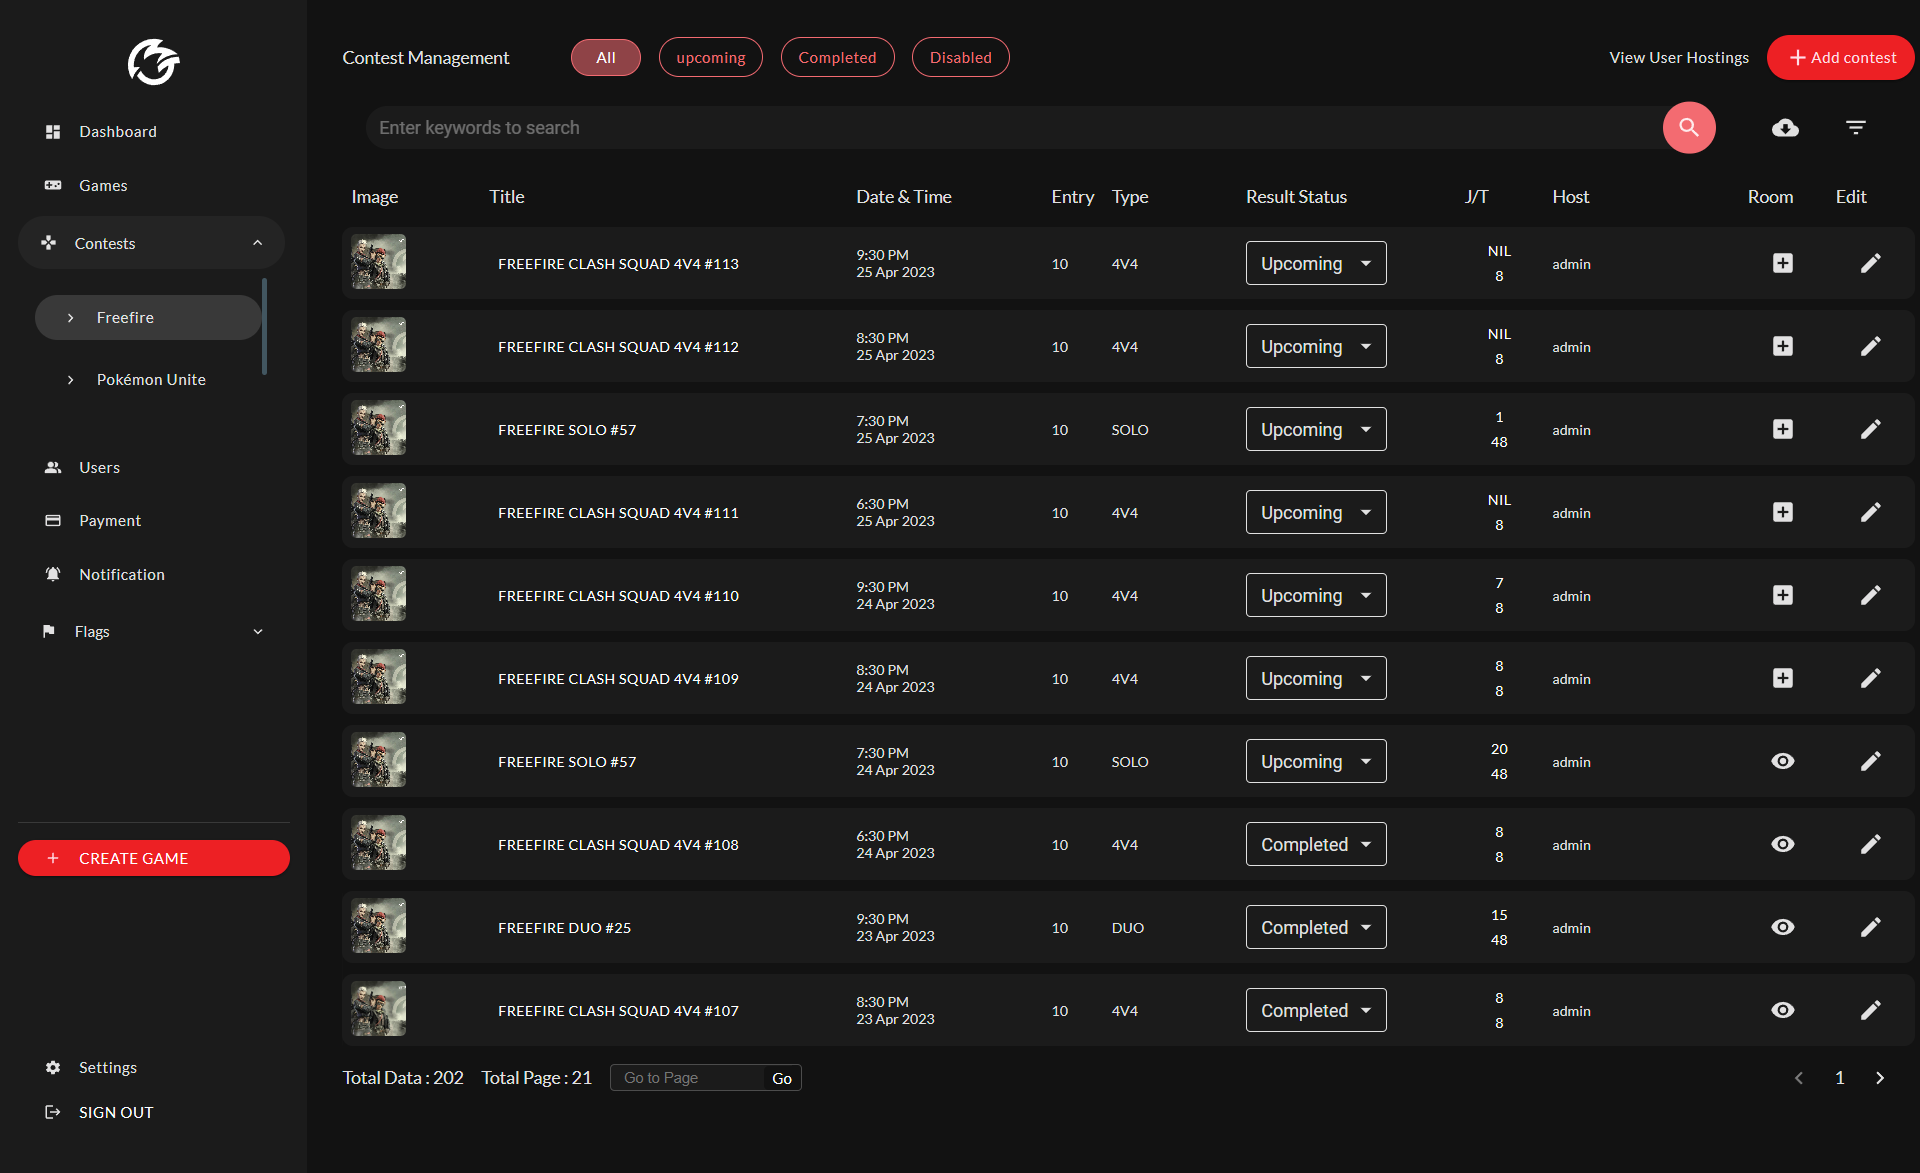 Contest Management
All
upcoming
Completed
Disabled
View User Hostings
Add contest
Dashboard
Games
Contests
Freefire
Pokémon Unite
Users
Payment
Notification
Flags
CREATE GAME
Settings
SIGN OUT
Enter keywords to search
Image Title Date & Time Entry Type Result Status J/T Host Room Edit
FREEFIRE CLASH SQUAD 4V4 #113 9:30 PM 25 Apr 2023 10 4V4 Upcoming NIL 8 admin
FREEFIRE CLASH SQUAD 4V4 #112 8:30 PM 25 Apr 2023 10 4V4 Upcoming NIL 8 admin
FREEFIRE SOLO #57 7:30 PM 25 Apr 2023 10 SOLO Upcoming 1 48 admin
FREEFIRE CLASH SQUAD 4V4 #111 6:30 PM 25 Apr 2023 10 4V4 Upcoming NIL 8 admin
FREEFIRE CLASH SQUAD 4V4 #110 9:30 PM 24 Apr 2023 10 4V4 Upcoming 7 8 admin
FREEFIRE CLASH SQUAD 4V4 #109 8:30 PM 24 Apr 2023 10 4V4 Upcoming 8 8 admin
FREEFIRE SOLO #57 7:30 PM 24 Apr 2023 10 SOLO Upcoming 20 48 admin
FREEFIRE CLASH SQUAD 4V4 #108 6:30 PM 24 Apr 2023 10 4V4 Completed 8 8 admin
FREEFIRE DUO #25 9:30 PM 23 Apr 2023 10 DUO Completed 15 48 admin
FREEFIRE CLASH SQUAD 4V4 #107 8:30 PM 23 Apr 2023 10 4V4 Completed 8 8 admin
Total Data : 202 Total Page : 21 Go to Page Go 1